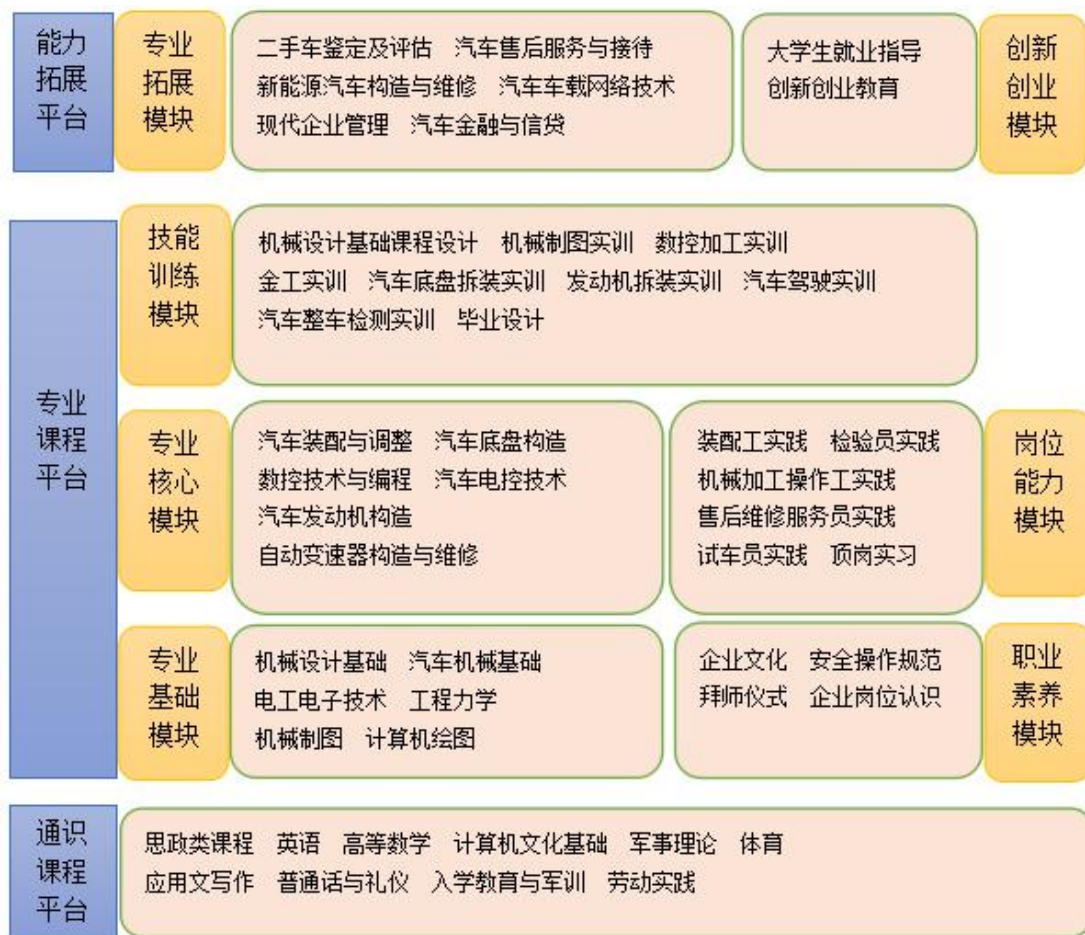 能力
拓展
平台
专业
拓展
模块
二手车鉴定及评估 汽车售后服务与接待
新能源汽车构造与维修 汽车车载网络技术
现代企业管理 汽车金融与信贷
大学生就业指导
创新创业教育
创新
创业
模块
专业
课程
平台
技能
训练
模块
机械设计基础课程设计 机械制图实训 数控加工实训
金工实训 汽车底盘拆装实训 发动机拆装实训 汽车驾驶实训
汽车整车检测实训 毕业设计
专业
核心
模块
汽车装配与调整 汽车底盘构造
数控技术与编程 汽车电控技术
汽车发动机构造
自动变速器构造与维修
装配工实践 检验员实践
机械加工操作工实践
售后维修服务员实践
试车员实践 顶岗实习
岗位
能力
模块
专业
基础
模块
机械设计基础 汽车机械基础
电工电子技术 工程力学
机械制图 计算机绘图
企业文化 安全操作规范
拜师仪式 企业岗位认识
职业
素养
模块
通识
课程
平台
思政类课程 英语 高等数学 计算机文化基础 军事理论 体育
应用文写作 普通话与礼仪 入学教育与军训 劳动实践